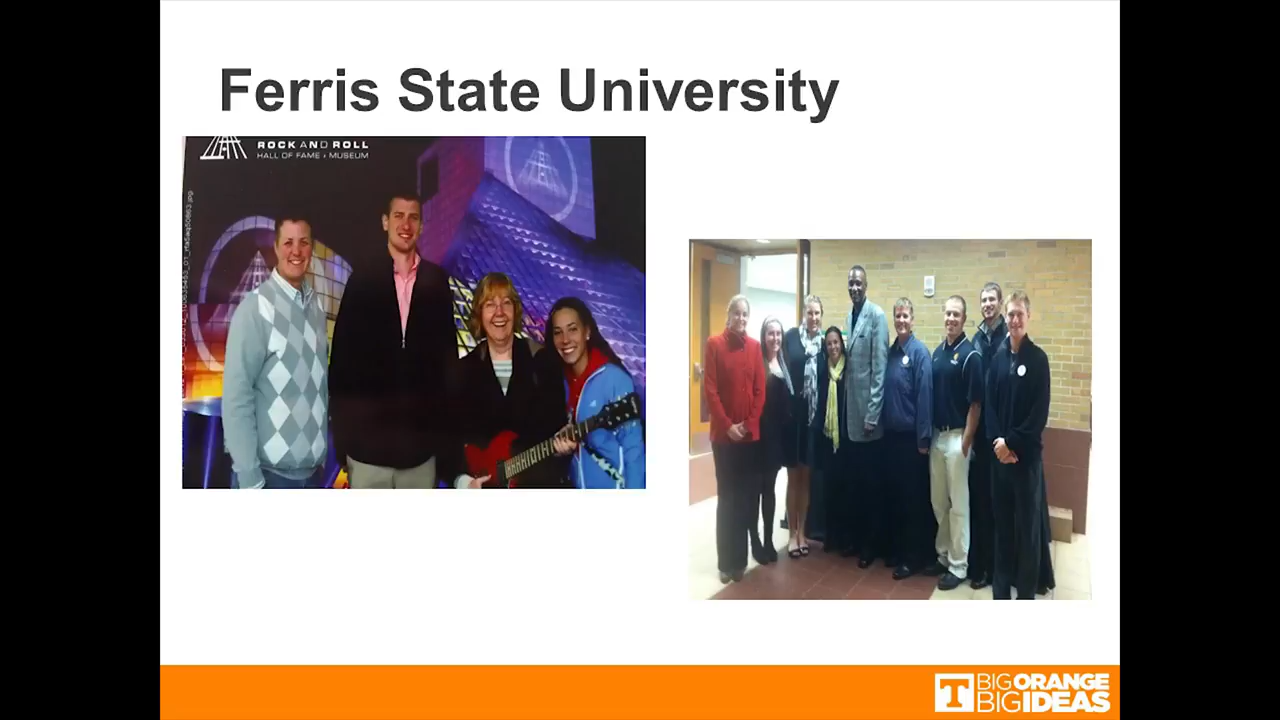 Ferris State University
ROCK AND ROLL
HALL OF FAME + MUSEUM
T
BIG ORANGE
BIG IDEAS